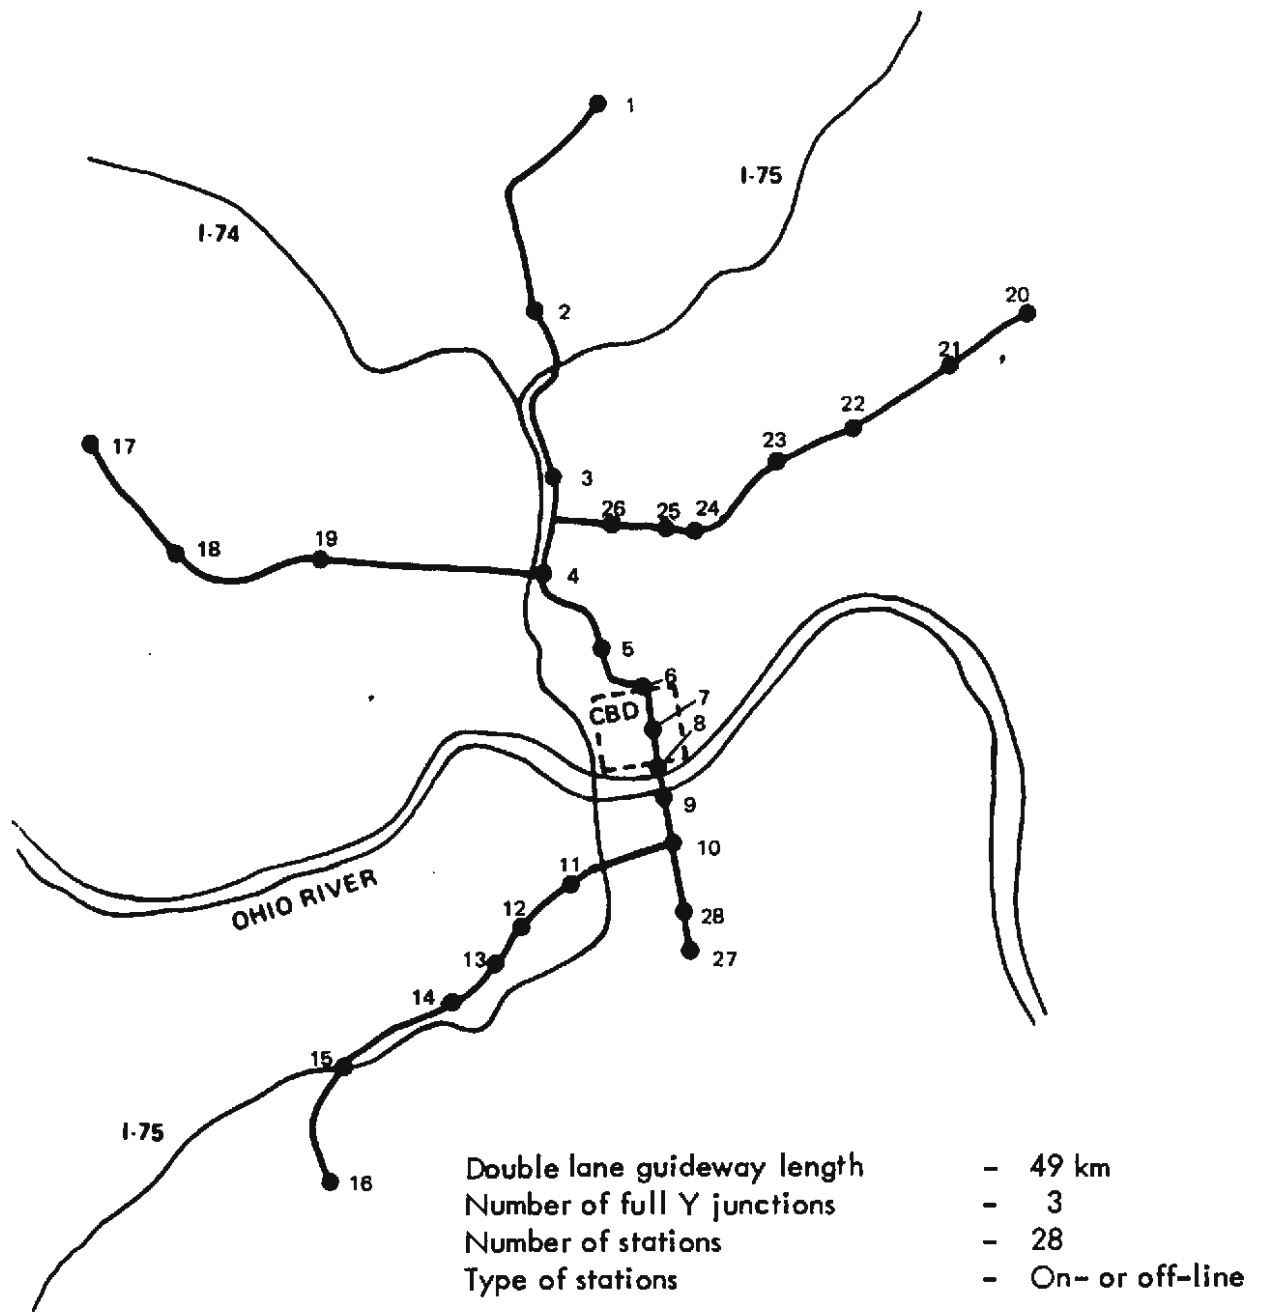 1
I-75
I-74
2
20
21
22
17
23
3
26 25 24
18
19
4
5
6
CBD
7
8
9
10
11
OHIO RIVER
12
28
13
27
14
15
I-75
16
Double lane guideway length - 49 km
Number of full Y junctions - 3
Number of stations - 28
Type of stations - On- or off-line